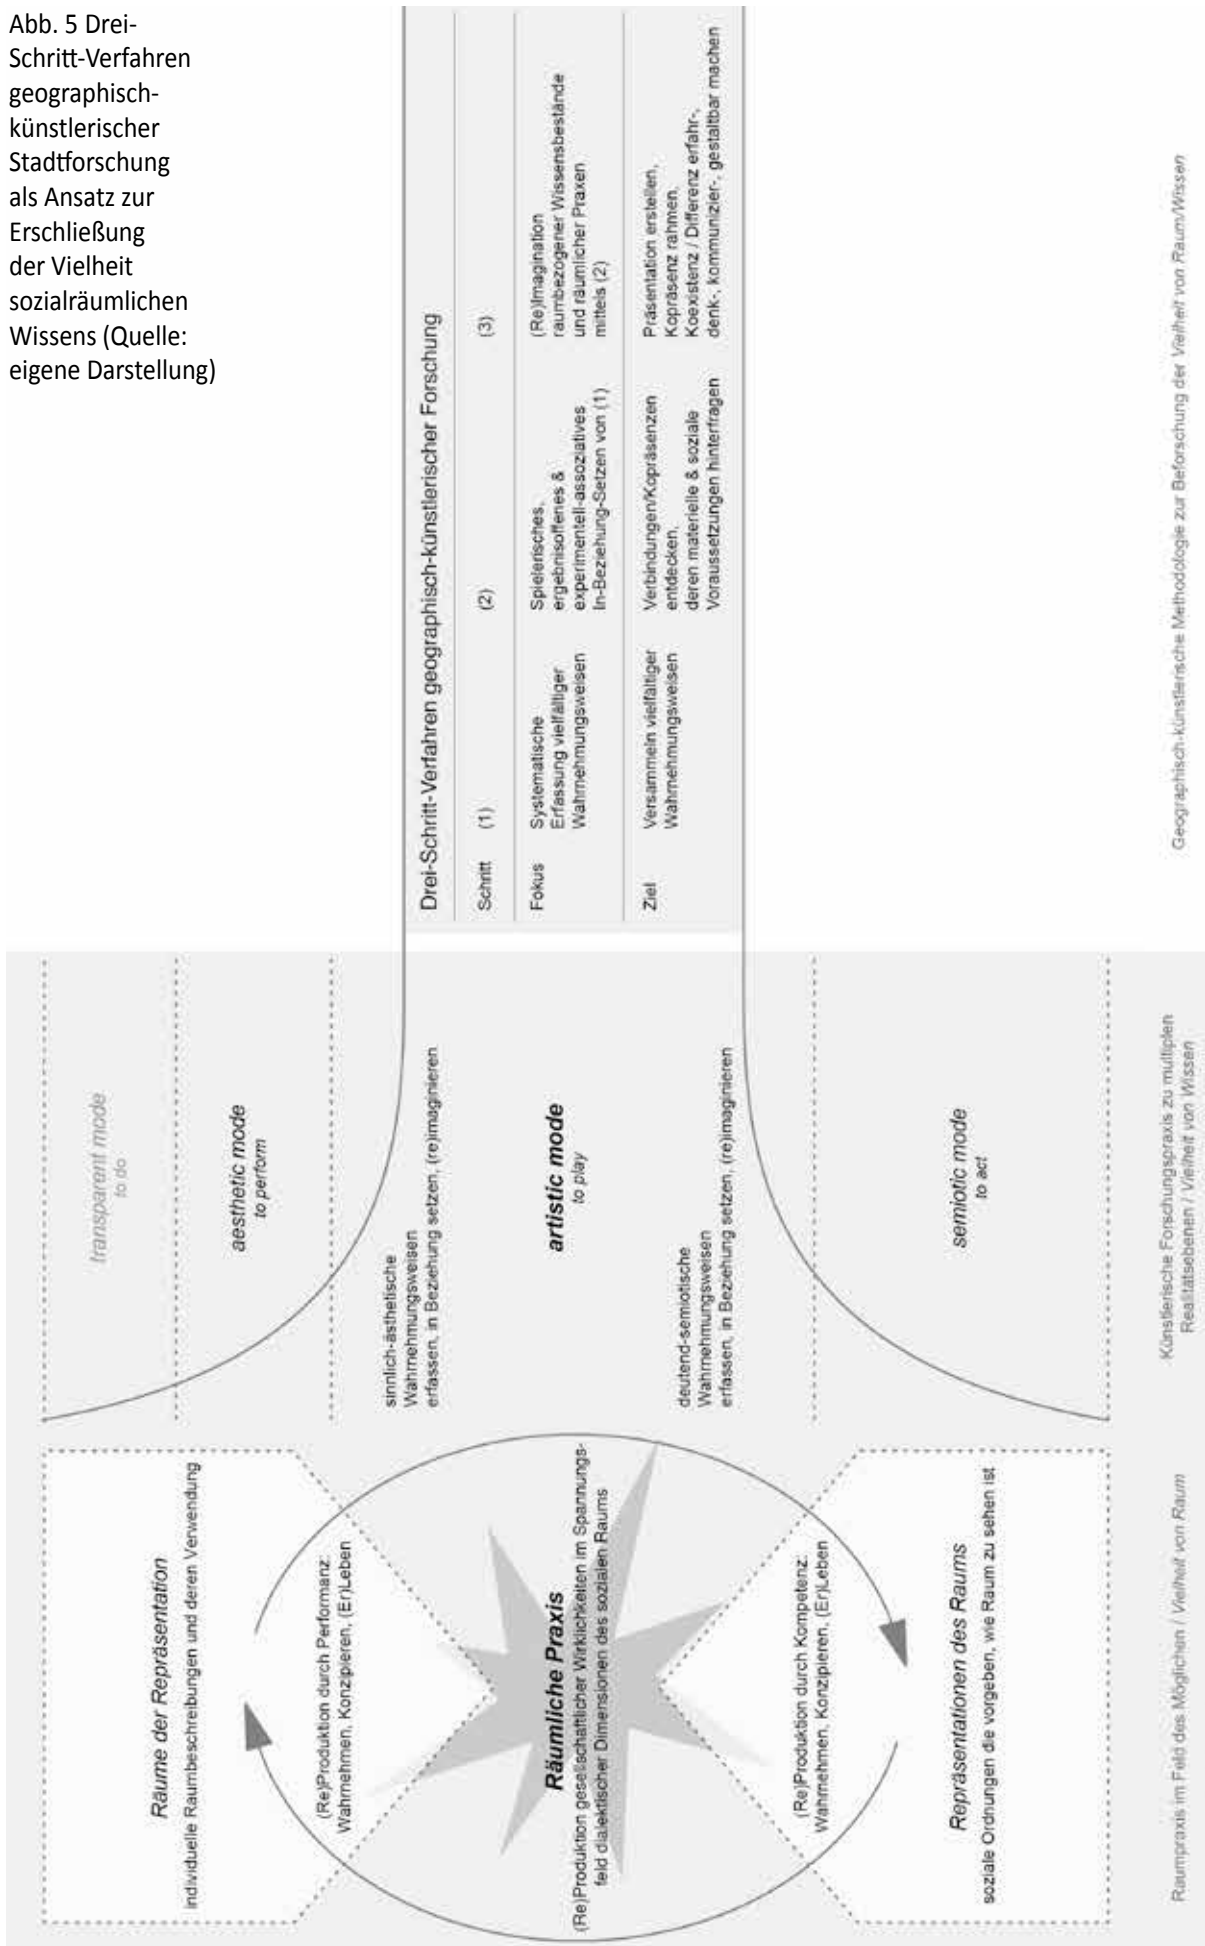 Abb. 5 Drei-
Schritt-Verfahren
geographisch-
künstlerischer
Stadtforschung
als Ansatz zur
Erschließung
der Vielheit
sozialräumlichen
Wissens (Quelle:
eigene Darstellung)
Räume der Repräsentation
individuelle Raumbeschreibungen und deren Verwendung
(Re)Produktion durch Performanz:
Wahrnehmen, Konzipieren, (Er)Leben
Räumliche Praxis
(Re)Produktion gesellschaftlicher Wirklichkeiten im Spannungs-
feld dialektischer Dimensionen des sozialen Raums
(Re)Produktion durch Kompetenz:
Wahrnehmen, Konzipieren, (Er)Leben
Repräsentationen des Raums
soziale Ordnungen die vorgeben, wie Raum zu sehen ist
Raumpraxis im Feld des Möglichen / Vielheit von Raum
transparent mode
to do
aesthetic mode
to perform
sinnlich-ästhetische
Wahrnehmungsweisen
erfassen, in Beziehung setzen, (re)imaginieren
artistic mode
to play
deutend-semiotische
Wahrnehmungsweisen
erfassen, in Beziehung setzen, (re)imaginieren
semiotic mode
to act
Künstlerische Forschungspraxis zu multiplen
Realitätsebenen / Vielheit von Wissen
Drei-Schritt-Verfahren geographisch-künstlerischer Forschung
Schritt (1) (2) (3)
Fokus
Systematische
Erfassung vielfältiger
Wahrnehmungsweisen
Spielerisches,
ergebnisoffenes &
experimentell-assoziatives
In-Beziehung-Setzen von (1)
(Re)Imagination
raumbezogener Wissensbestände
und räumlicher Praxen
mittels (2)
Ziel
Versammeln vielfältiger
Wahrnehmungsweisen
Verbindungen/Kopräsenzen
entdecken,
deren materielle & soziale
Voraussetzungen hinterfragen
Präsentation erstellen,
Kopräsenz rahmen,
Koexistenz / Differenz erfahr-,
denk-, kommunizier-, gestaltbar machen
Geographisch-künstlerische Methodologie zur Beforschung der Vielheit von Raum/Wissen